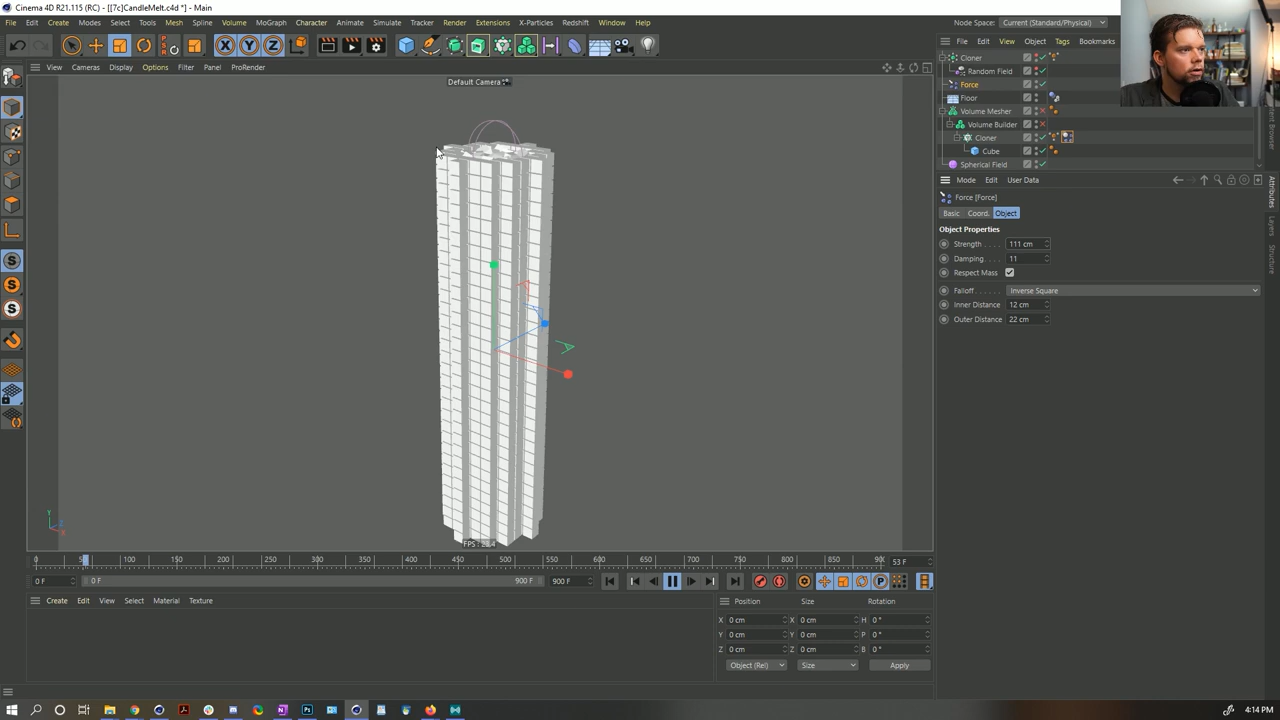 Cinema 4D R21.115 (RC) - [[7c]CandleMelt.c4d *] - Main
File Edit Create Modes Select Tools Mesh Spline Volume MoGraph Character Animate Simulate Tracker Render Extensions X-Particles Redshift Window Help
Node Space: Current (Standard/Physical)
View Cameras Display Options Filter Panel ProRender
File Edit View Object Tags Bookmarks
Default Camera
Cloner
Random Field
Force
Floor
Volume Mesher
Volume Builder
Cloner
Cube
Spherical Field
Mode Edit User Data
Force [Force]
Basic Coord. Object
Object Properties
Strength . . . . 111 cm
Damping. . . . 11
Respect Mass
Falloff . . . . . . Inverse Square
Inner Distance 12 cm
Outer Distance 22 cm
Content Browser
Attributes
Layers
Structure
X Y Z
Y Z X
0 50 100 150 200 250 300 350 400 450 500 550 600 650 700 750 800 850 900 53 F
0 F 0 F 900 F 900 F
Create Edit View Select Material Texture
Position Size Rotation
X 0 cm X 0 cm H 0 °
Y 0 cm Y 0 cm P 0 °
Z 0 cm Z 0 cm B 0 °
Object (Rel) Size Apply
4:14 PM